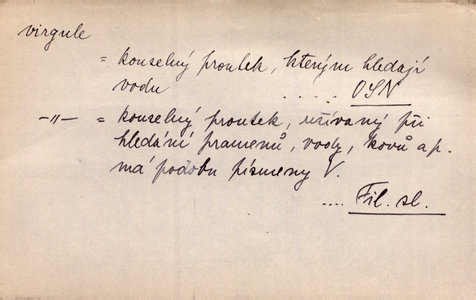 virgule
= kouzelný proutek, kterým hledají
vodu ..... OSN
–"– = kouzelný proutek, užívaný při
hledání pramenů, vody, kovů a p.
má podobu písmeny V.
.... Fil. sl.